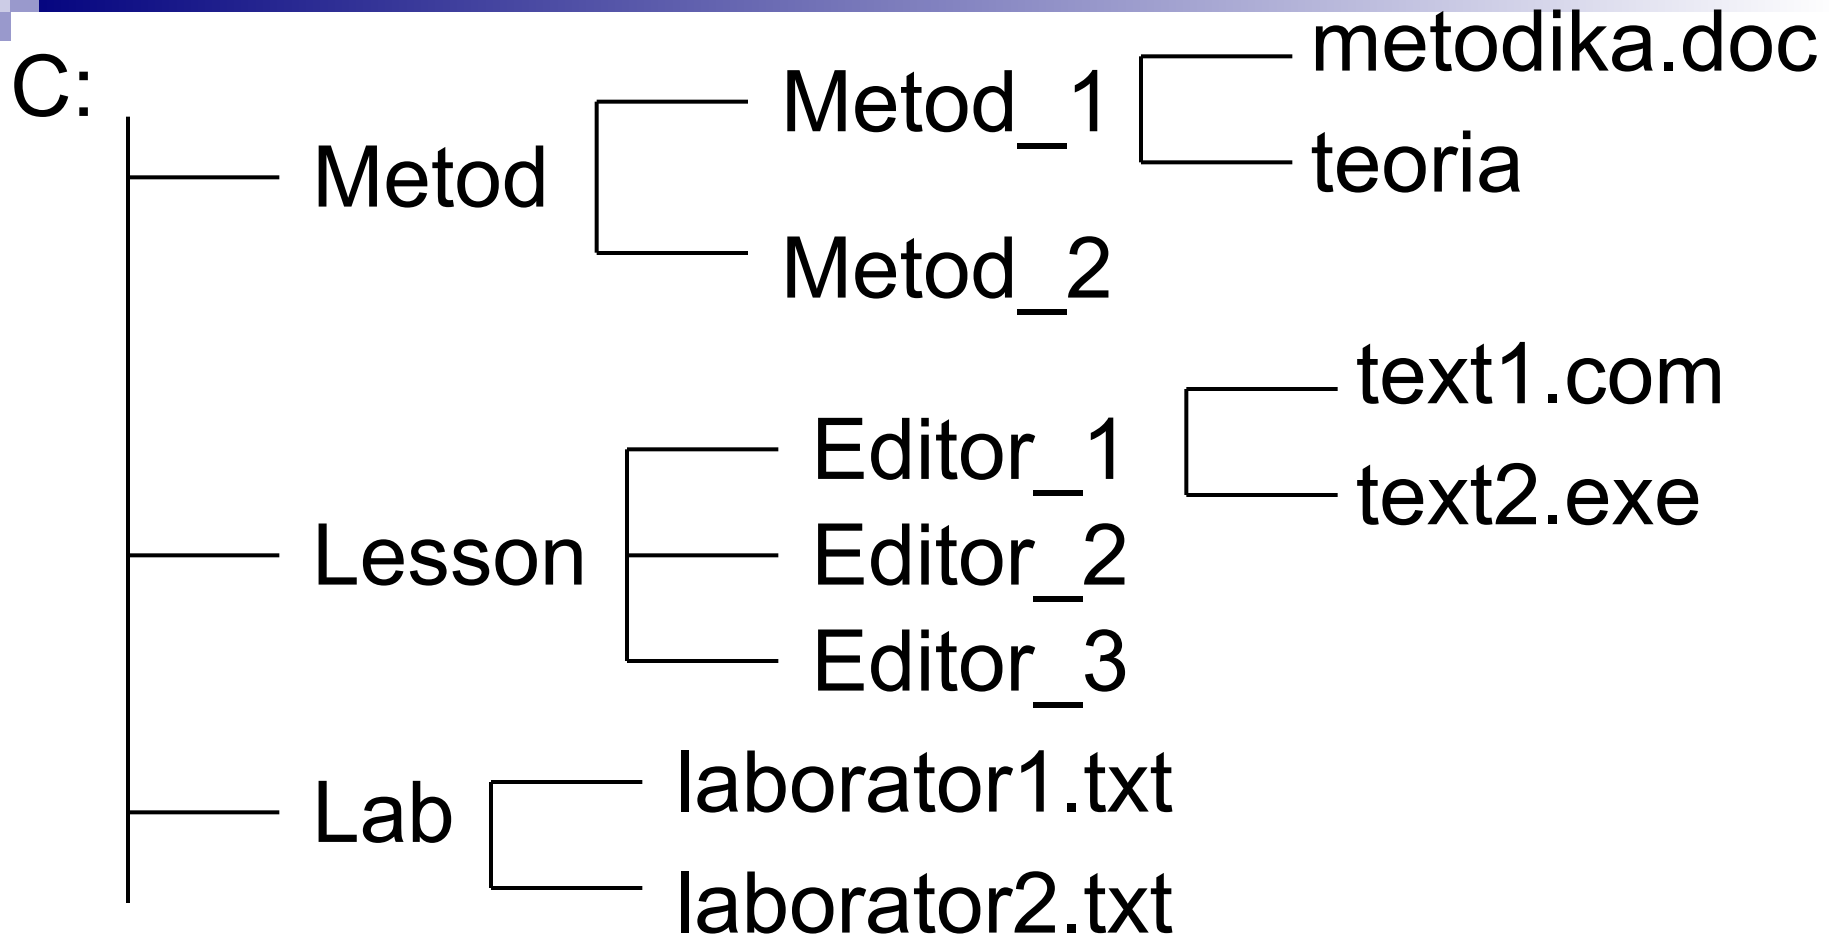 C:
Metod
Metod_1
metodika.doc
teoria
Metod_2
Lesson
Editor_1
text1.com
text2.exe
Editor_2
Editor_3
Lab
laborator1.txt
laborator2.txt